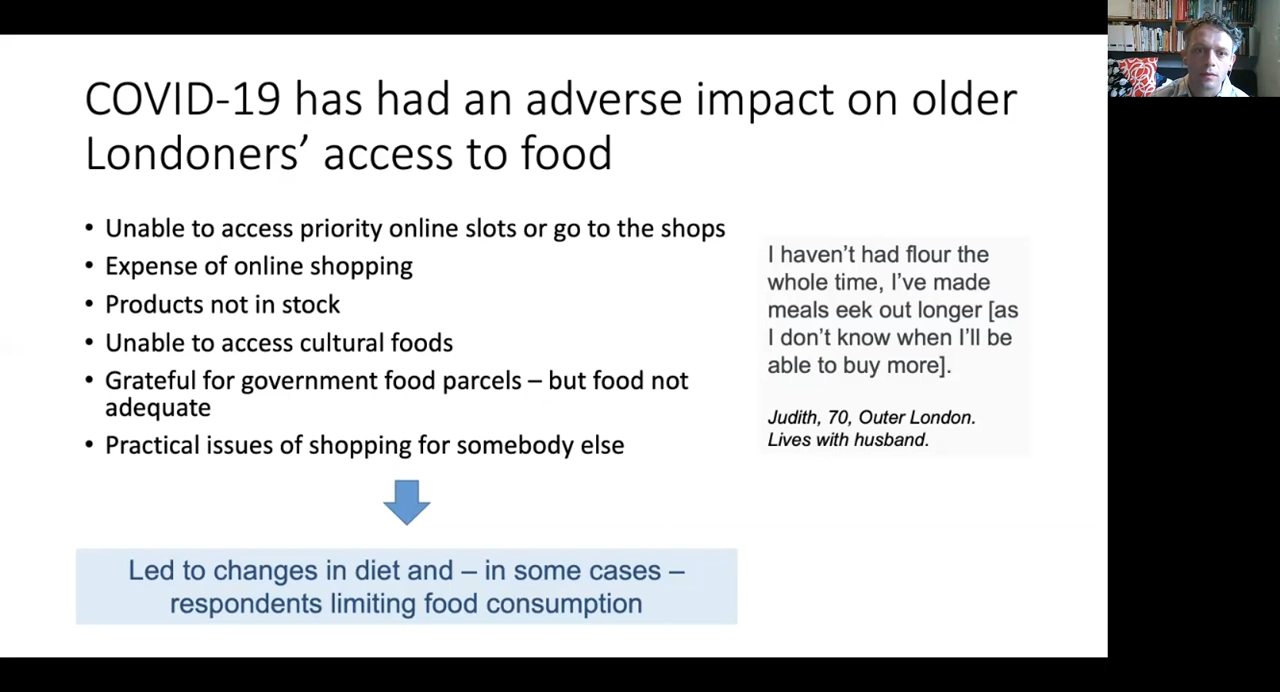 COVID-19 has had an adverse impact on older
Londoners’ access to food
• Unable to access priority online slots or go to the shops
• Expense of online shopping
• Products not in stock
• Unable to access cultural foods
• Grateful for government food parcels – but food not
adequate
• Practical issues of shopping for somebody else
I haven’t had flour the
whole time, I’ve made
meals eek out longer [as
I don’t know when I’ll be
able to buy more].
Judith, 70, Outer London.
Lives with husband.
Led to changes in diet and – in some cases –
respondents limiting food consumption